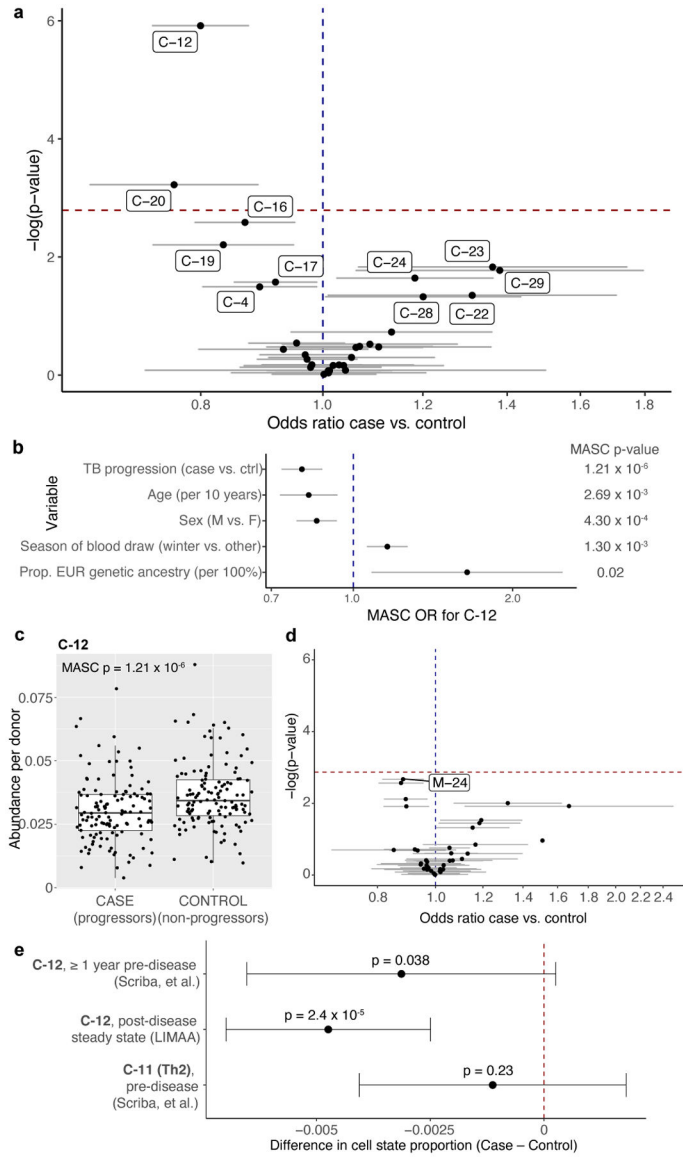 a
6
4
2
0
−log(p−value)
C−12
C−20
C−16
C−19
C−17
C−4
C−24
C−23
C−29
C−28
C−22
0.8
1.0
1.2
1.4
1.6
1.8
Odds ratio case vs. control
b
MASC p-value
Variable
TB progression (case vs. ctrl)
1.21 x 10-6
Age (per 10 years)
2.69 x 10-3
Sex (M vs. F)
4.30 x 10-4
Season of blood draw (winter vs. other)
1.30 x 10-3
Prop. EUR genetic ancestry (per 100%)
0.02
0.7
1.0
2.0
MASC OR for C-12
c
C-12
MASC p = 1.21 x 10-6
Abundance per donor
0.075
0.05
0.025
0
CASE
(progressors)
CONTROL
(non-progressors)
d
6
4
2
0
−log(p−value)
M−24
0.8
1.0
1.2
1.4
1.6
1.8
2.0
2.2
2.4
Odds ratio case vs. control
e
C-12, ≥ 1 year pre-disease
(Scriba, et al.)
p = 0.038
C-12, post-disease
steady state (LIMAA)
p = 2.4 x 10-5
C-11 (Th2),
pre-disease
(Scriba, et al.)
p = 0.23
−0.005
−0.0025
0
Difference in cell state proportion (Case – Control)